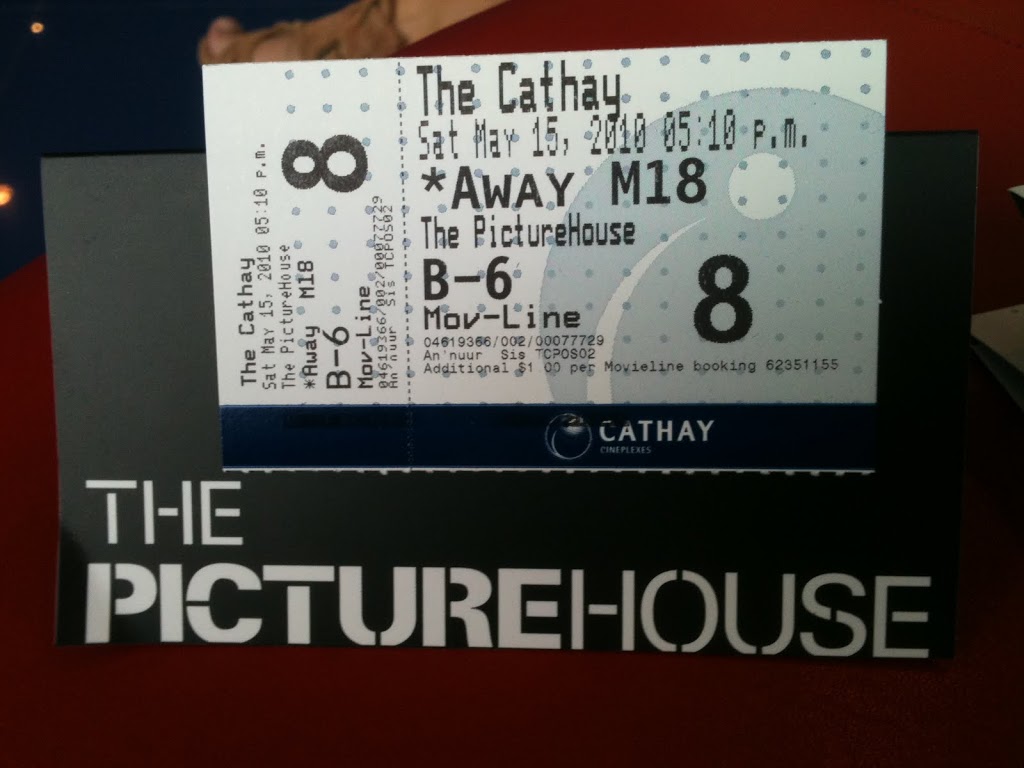 The Cathay
Sat May 15, 2010 05:10 p.m.
The PictureHouse
*Away M18
B-6
Mov-Line
04619366/002/00077729
An'nuur Sis TCPOS02
8
The Cathay
Sat May 15, 2010 05:10 p.m.
*AWAY M18
The PictureHouse
B-6
8
Mov-Line
04619366/002/00077729
An'nuur Sis TCPOS02
Additional $1.00 per Movieline booking 62351155
CATHAY
CINEPLEXES
THE
PICTUREHOUSE